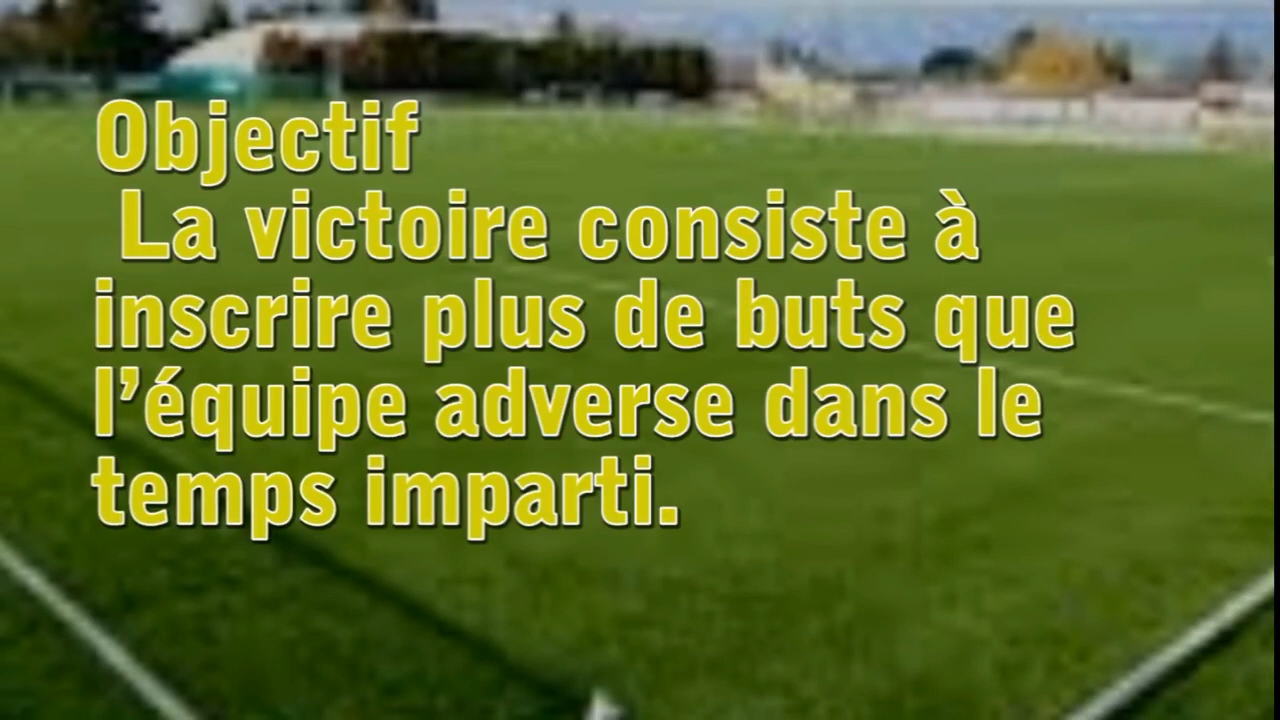 Objectif
La victoire consiste à
inscrire plus de buts que
l’équipe adverse dans le
temps imparti.